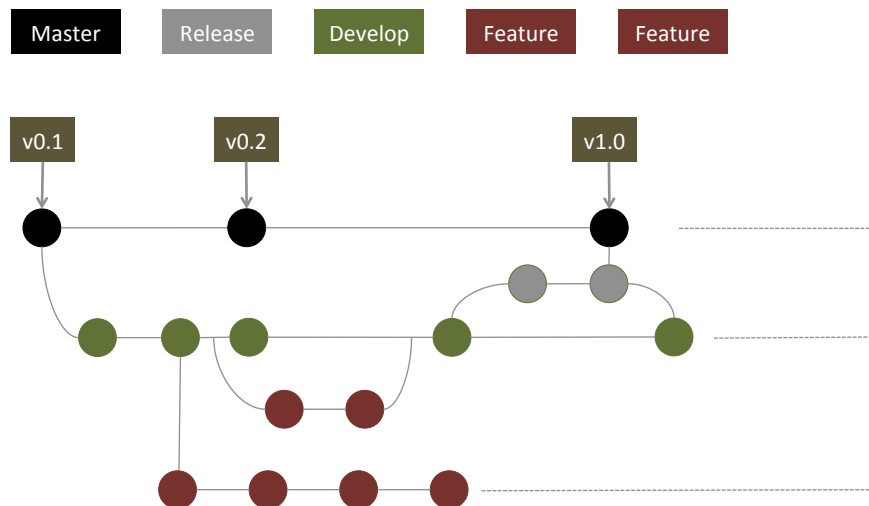 Master
Release
Develop
Feature
Feature
v0.1
v0.2
v1.0